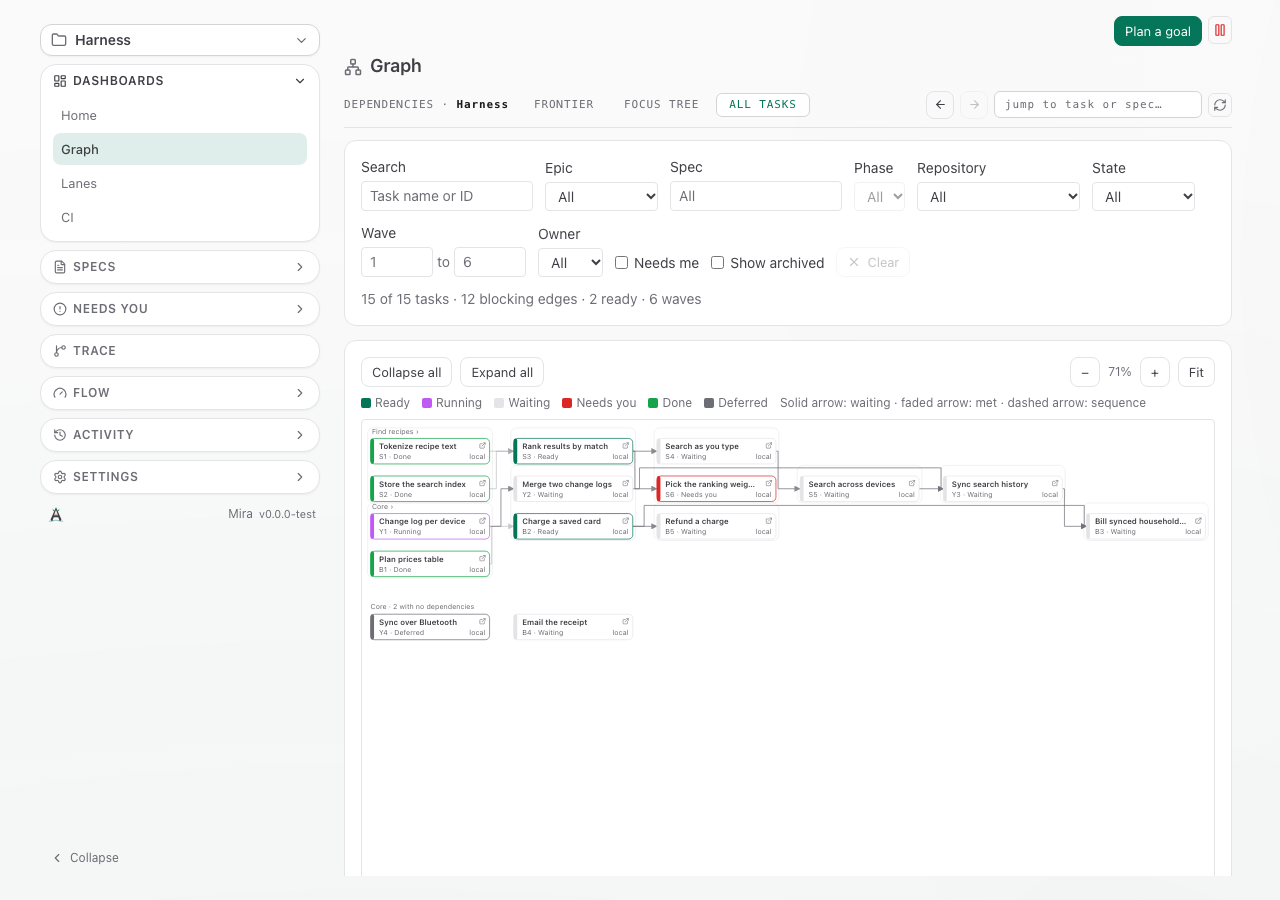 Harness
DASHBOARDS
Home
Graph
Lanes
CI
SPECS
NEEDS YOU
TRACE
FLOW
ACTIVITY
SETTINGS
Mira v0.0.0-test
Collapse
Plan a goal
Graph
DEPENDENCIES · Harness FRONTIER FOCUS TREE ALL TASKS
← → jump to task or spec…
Search Epic Spec Phase Repository State
Task name or ID All All All All All
Wave Owner
1 to 6 All Needs me Show archived × Clear
15 of 15 tasks · 12 blocking edges · 2 ready · 6 waves
Collapse all Expand all − 71% + Fit
Ready Running Waiting Needs you Done Deferred Solid arrow: waiting · faded arrow: met · dashed arrow: sequence
Find recipes ›
Tokenize recipe text Rank results by match Search as you type
S1 · Done local S3 · Ready local S4 · Waiting local
Store the search index Merge two change logs Pick the ranking weig… Search across devices Sync search history
S2 · Done local Y2 · Waiting local S6 · Needs you local S5 · Waiting local Y3 · Waiting local
Core ›
Change log per device Charge a saved card Refund a charge Bill synced household…
Y1 · Running local B2 · Ready local B5 · Waiting local B3 · Waiting local
Plan prices table
B1 · Done local
Core · 2 with no dependencies
Sync over Bluetooth Email the receipt
Y4 · Deferred local B4 · Waiting local